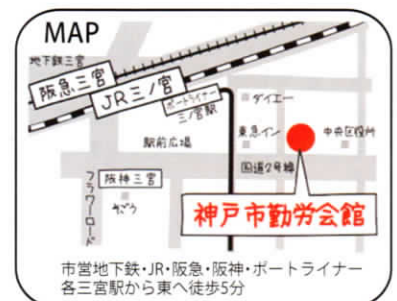 MAP
地下鉄三宮
阪急三宮
JR三ノ宮
ポートライナー
三ノ宮駅
ダイエー
駅前広場
東急イン
中央区役所
国道2号線
阪神三宮
フラワーロード
そごう
神戸市勤労会館
市営地下鉄・JR・阪急・阪神・ポートライナー
各三宮駅から東へ徒歩5分